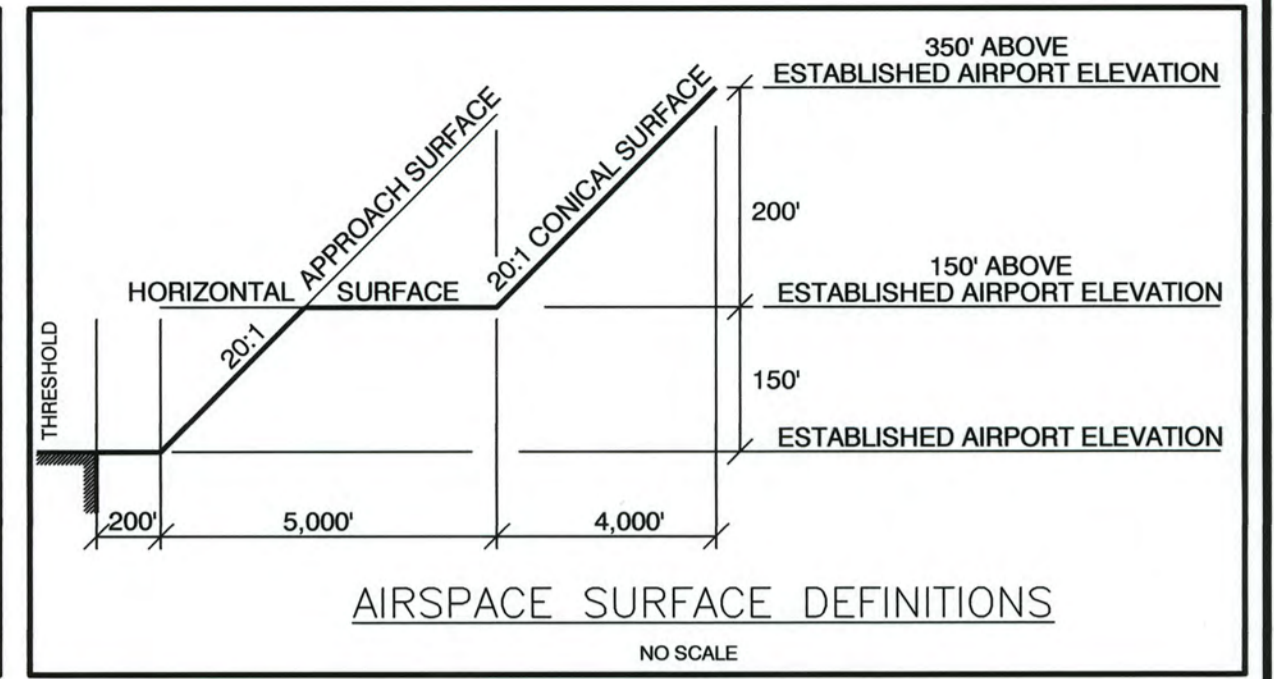 350' ABOVE
ESTABLISHED AIRPORT ELEVATION
APPROACH SURFACE
20:1 CONICAL SURFACE
200'
150' ABOVE
ESTABLISHED AIRPORT ELEVATION
HORIZONTAL SURFACE
20:1
THRESHOLD
150'
ESTABLISHED AIRPORT ELEVATION
200' 5,000' 4,000'
AIRSPACE SURFACE DEFINITIONS
NO SCALE